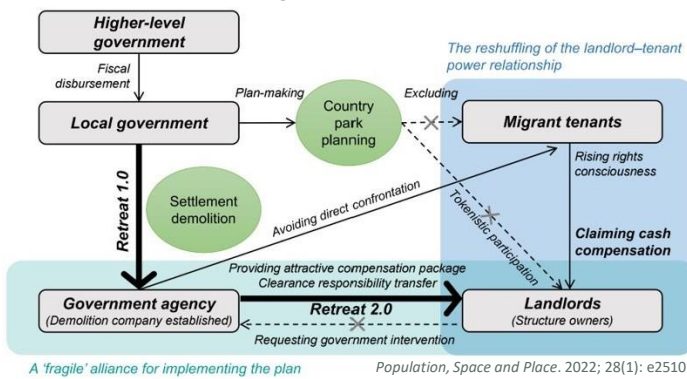 Higher-level
government
The reshuffling of the landlord–tenant
power relationship
Fiscal
disbursement
Plan-making
Excluding
Local government
Country
park
planning
Migrant tenants
Retreat 1.0
Settlement
demolition
Avoiding direct confrontation
Tokenistic participation
Rising rights
consciousness
Claiming cash
compensation
Providing attractive compensation package
Clearance responsibility transfer
Government agency
(Demolition company established)
Retreat 2.0
Landlords
(Structure owners)
Requesting government intervention
A 'fragile' alliance for implementing the plan
Population, Space and Place. 2022; 28(1): e2510